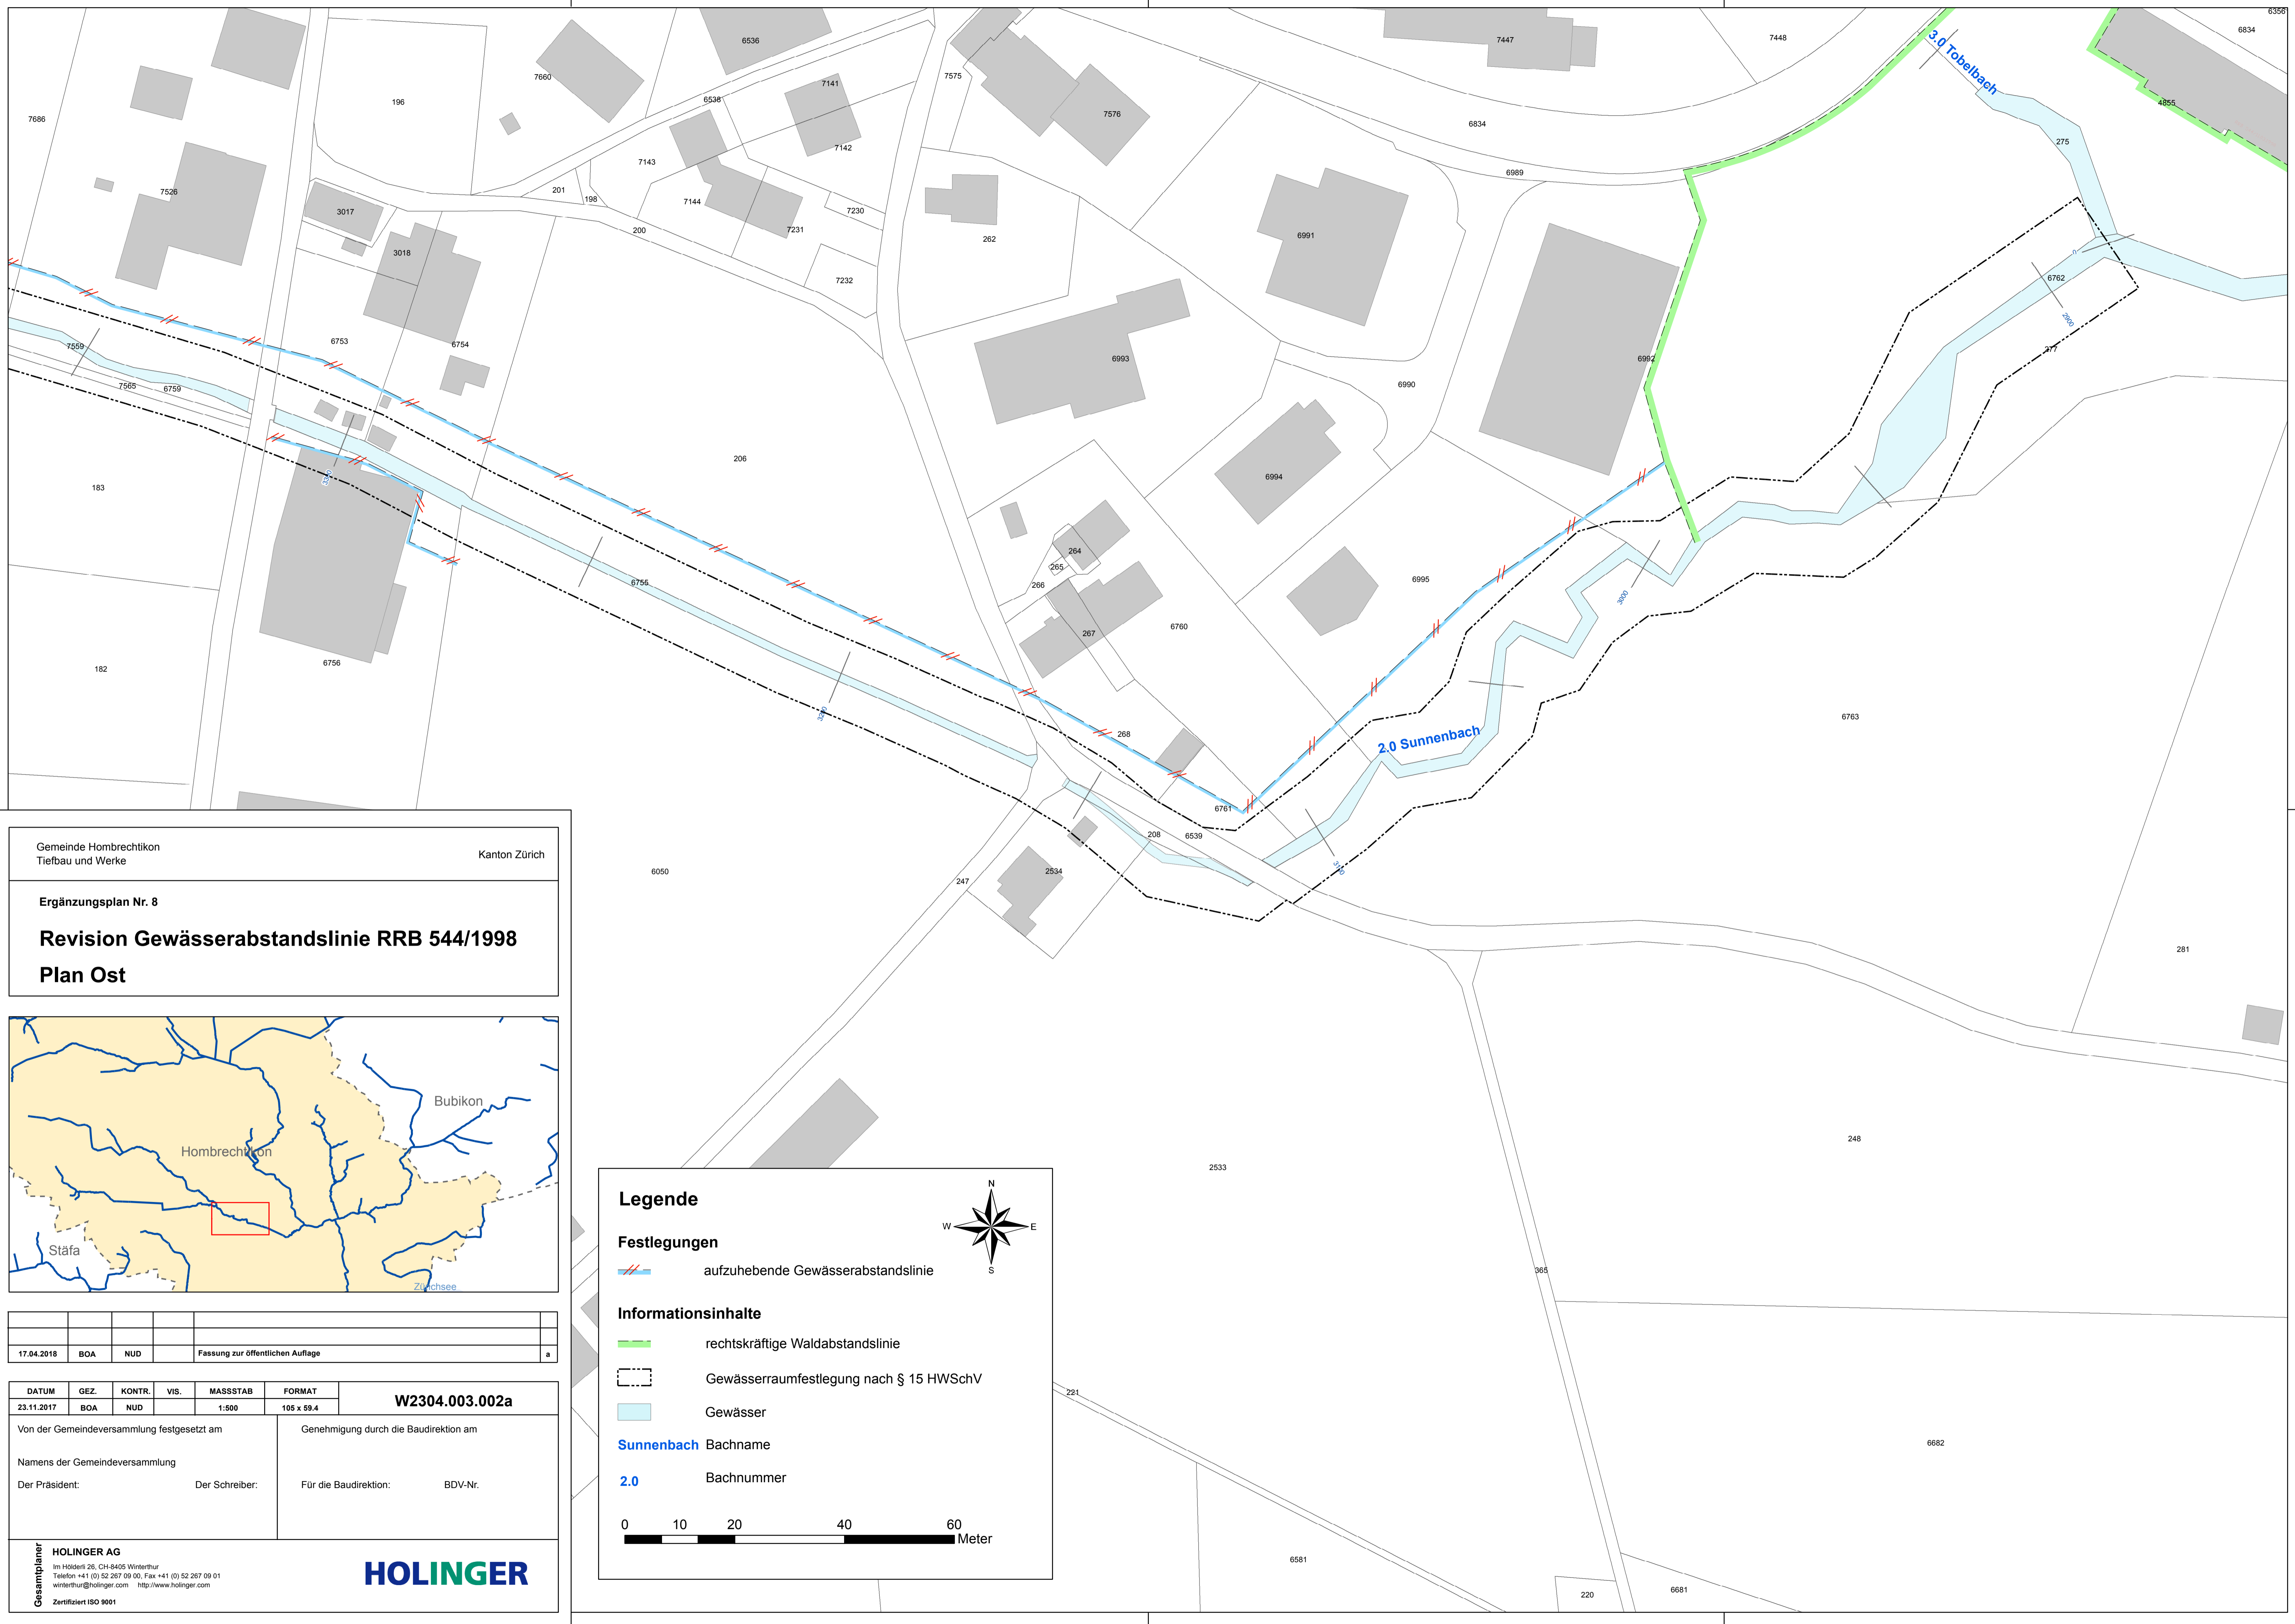 6356
6834
7447
7448
6536
7660
7575
7141
6538
196
7686
7576
3.0 Tobelbach
4855
6834
275
7142
7143
6989
7526
201
198
7144
3017
7230
7231
200
262
6991
3018
7232
6762
2900
277
6753
6754
7559
6993
6992
7565
6759
6990
206
6994
183
264
265
266
6995
6755
3000
267
6760
182
6756
3200
6763
268
2.0 Sunnenbach
6761
208
6539
6050
247
2534
281
248
2533
365
221
6682
6581
220
6681
Gemeinde Hombrechtikon
Tiefbau und Werke
Kanton Zürich
Ergänzungsplan Nr. 8
Revision Gewässerabstandslinie RRB 544/1998
Plan Ost
Bubikon
Hombrechtikon
Stäfa
Zürichsee
17.04.2018 BOA NUD Fassung zur öffentlichen Auflage a
DATUM GEZ. KONTR. VIS. MASSSTAB FORMAT
23.11.2017 BOA NUD 1:500 105 x 59.4
W2304.003.002a
Von der Gemeindeversammlung festgesetzt am
Namens der Gemeindeversammlung
Der Präsident: Der Schreiber:
Genehmigung durch die Baudirektion am
Für die Baudirektion: BDV-Nr.
Gesamtplaner
HOLINGER AG
Im Hölderli 26, CH-8405 Winterthur
Telefon +41 (0) 52 267 09 00, Fax +41 (0) 52 267 09 01
winterthur@holinger.com http://www.holinger.com
Zertifiziert ISO 9001
HOLINGER
Legende
N
W E
S
Festlegungen
aufzuhebende Gewässerabstandslinie
Informationsinhalte
rechtskräftige Waldabstandslinie
Gewässerraumfestlegung nach § 15 HWSchV
Gewässer
Sunnenbach Bachname
2.0 Bachnummer
0 10 20 40 60
Meter